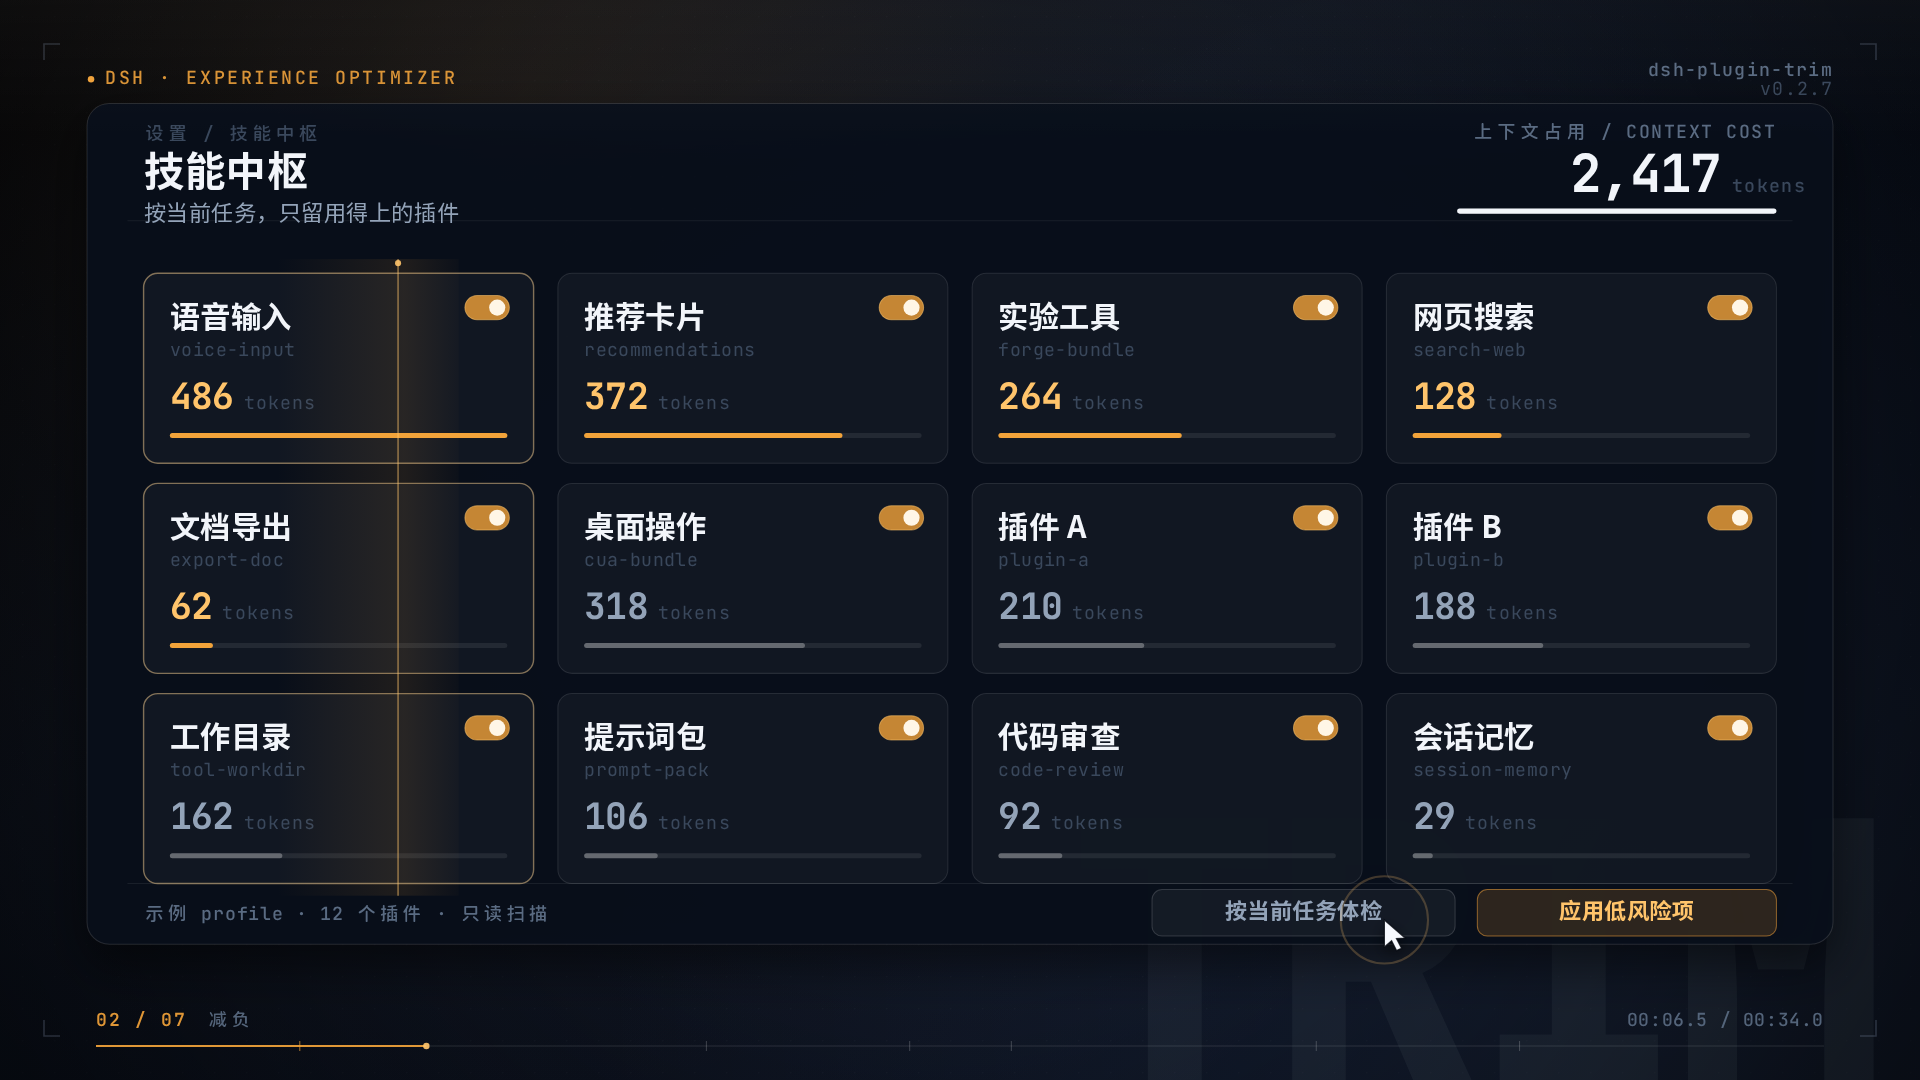 DSH · EXPERIENCE OPTIMIZER
dsh-plugin-trim
v0.2.7
设置 / 技能中枢
技能中枢
按当前任务，只留用得上的插件
上下文占用 / CONTEXT COST
2,417 tokens
语音输入
voice-input
486 tokens
推荐卡片
recommendations
372 tokens
实验工具
forge-bundle
264 tokens
网页搜索
search-web
128 tokens
文档导出
export-doc
62 tokens
桌面操作
cua-bundle
318 tokens
插件 A
plugin-a
210 tokens
插件 B
plugin-b
188 tokens
工作目录
tool-workdir
162 tokens
提示词包
prompt-pack
106 tokens
代码审查
code-review
92 tokens
会话记忆
session-memory
29 tokens
示例 profile · 12 个插件 · 只读扫描
按当前任务体检
应用低风险项
TRIM
02 / 07 减负
00:06.5 / 00:34.0